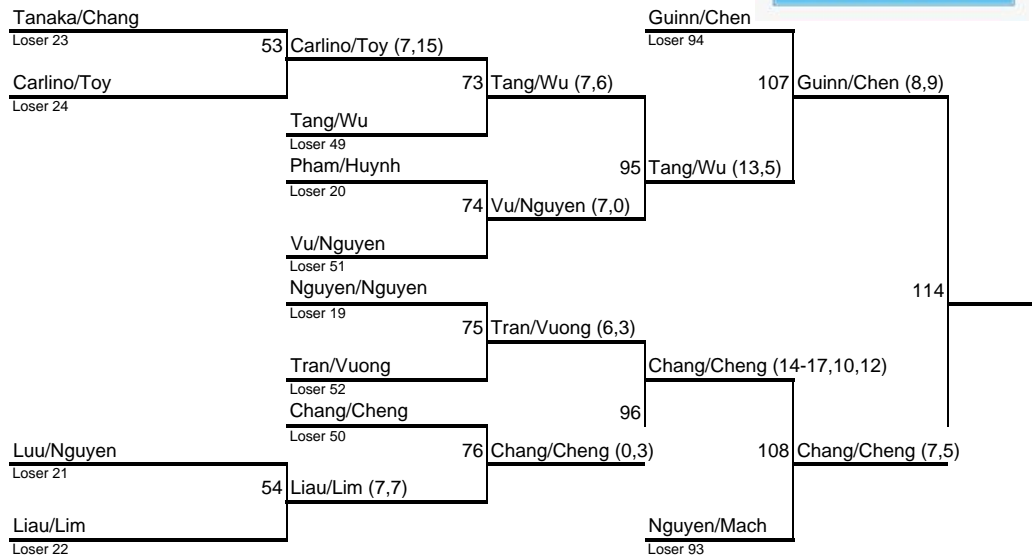 Tanaka/Chang
Loser 23
53 Carlino/Toy (7,15)
Carlino/Toy
Loser 24
73 Tang/Wu (7,6)
Tang/Wu
Loser 49
Pham/Huynh
Loser 20
74 Vu/Nguyen (7,0)
Vu/Nguyen
Loser 51
95 Tang/Wu (13,5)
Guinn/Chen
Loser 94
107 Guinn/Chen (8,9)
114
Nguyen/Nguyen
Loser 19
75 Tran/Vuong (6,3)
Tran/Vuong
Loser 52
Chang/Cheng (14-17,10,12)
96
Chang/Cheng
Loser 50
76 Chang/Cheng (0,3)
108 Chang/Cheng (7,5)
Luu/Nguyen
Loser 21
54 Liau/Lim (7,7)
Liau/Lim
Loser 22
Nguyen/Mach
Loser 93